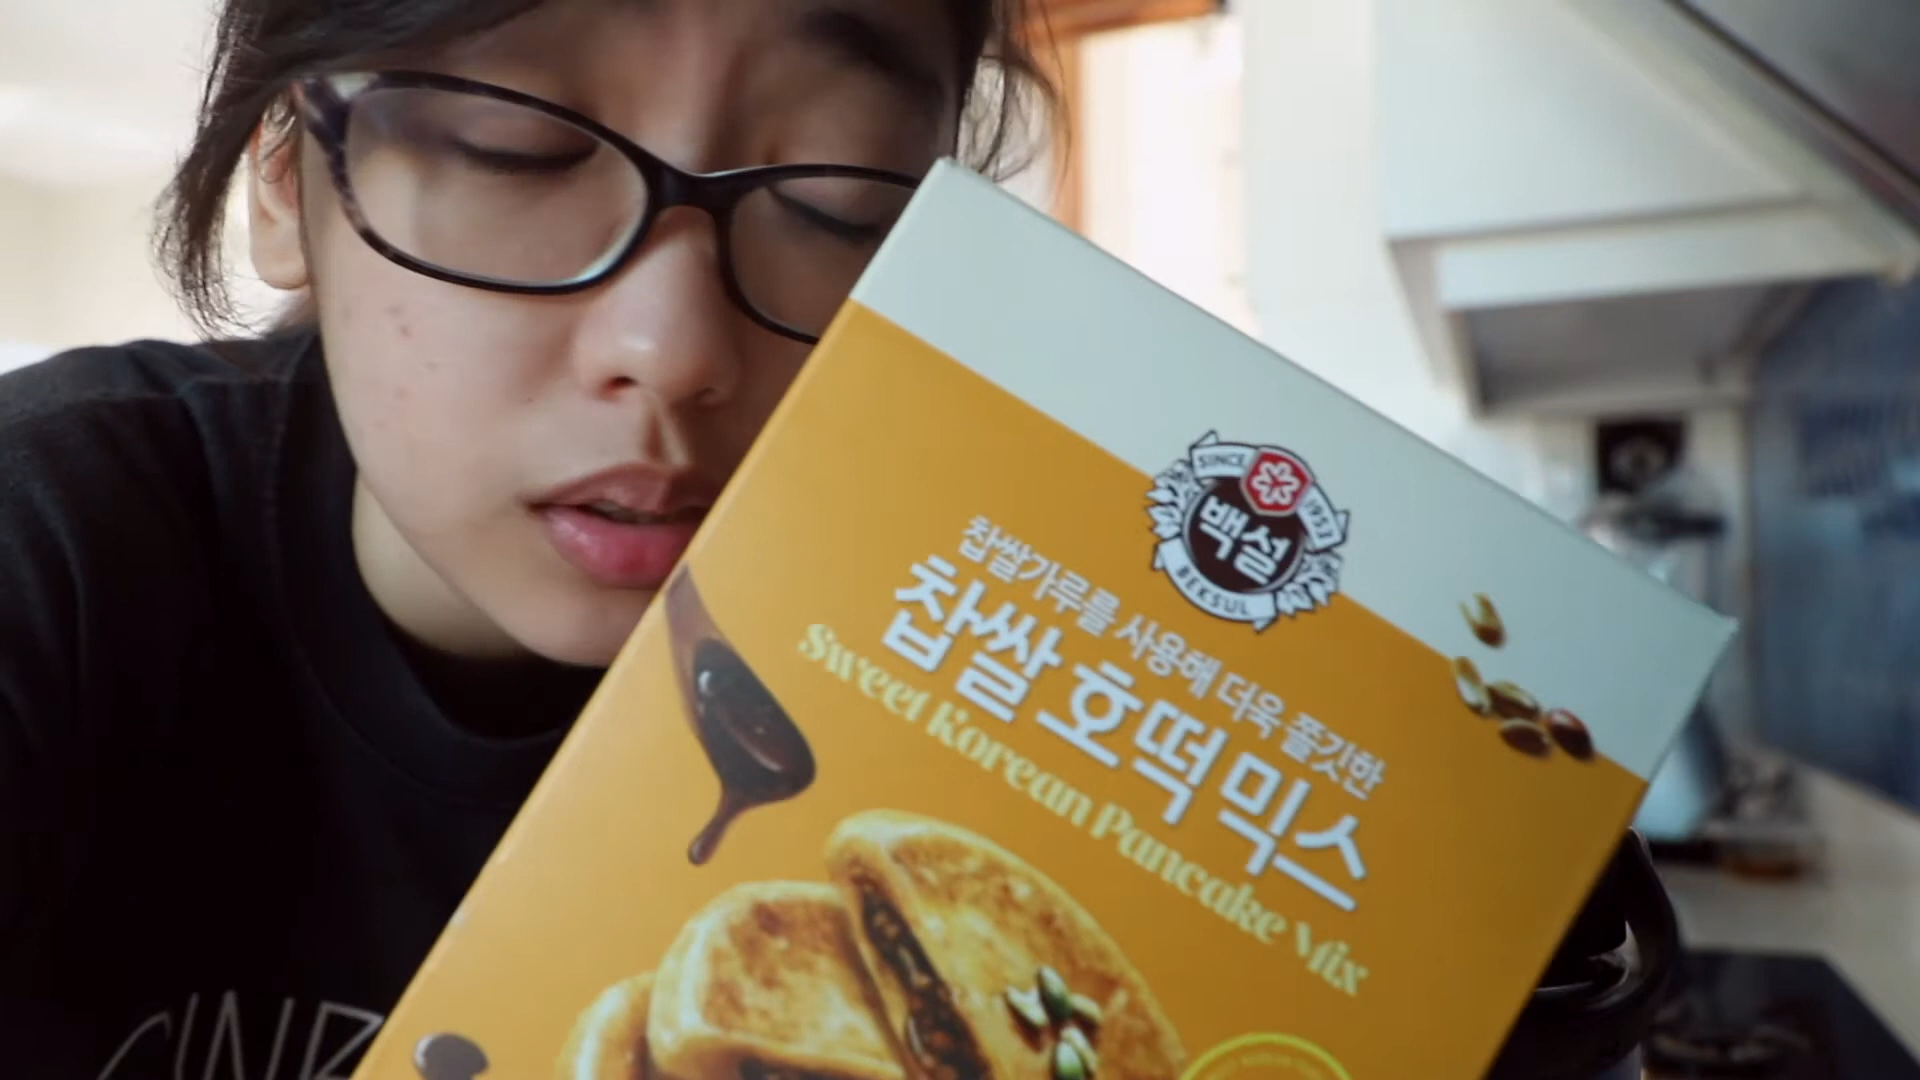 SINCE 1953
백설
BEKSUL
찹쌀가루를 사용해 더욱 쫄깃한
찹쌀호떡믹스
Sweet Korean Pancake Mix